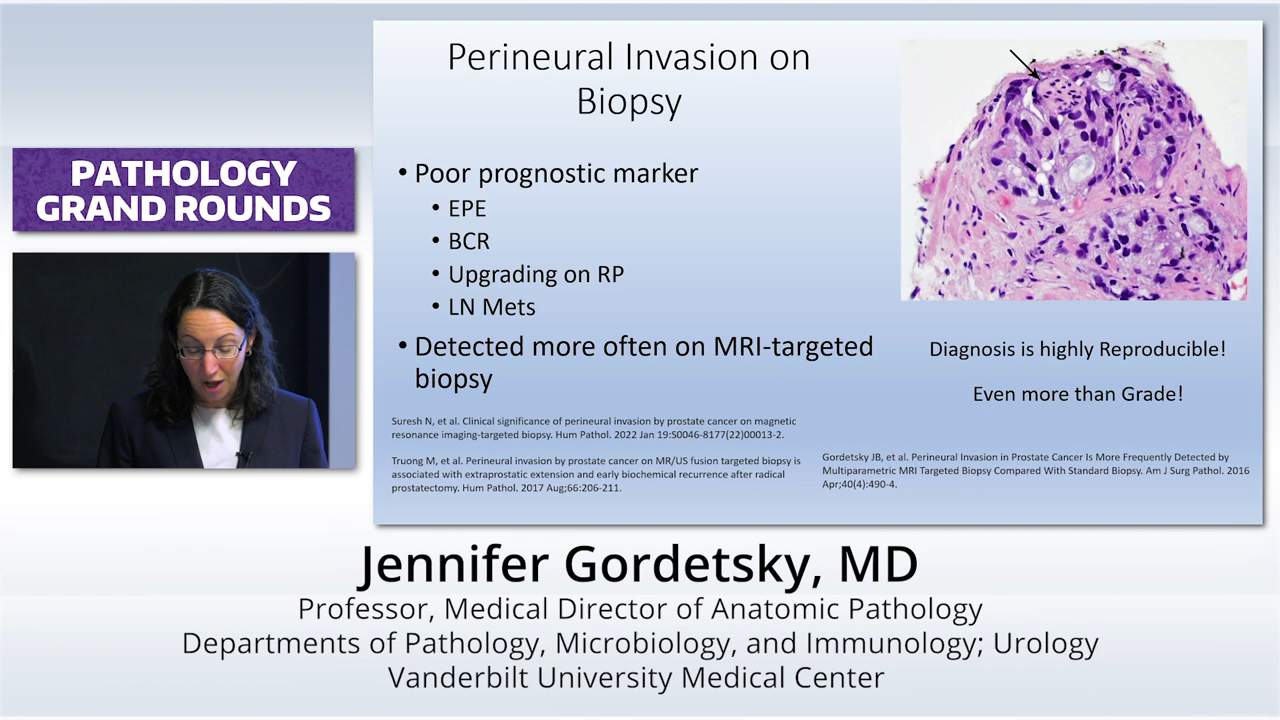 PATHOLOGY
GRAND ROUNDS
Perineural Invasion on
Biopsy
• Poor prognostic marker
• EPE
• BCR
• Upgrading on RP
• LN Mets
• Detected more often on MRI-targeted
biopsy
Diagnosis is highly Reproducible!
Even more than Grade!
Suresh N, et al. Clinical significance of perineural invasion by prostate cancer on magnetic
resonance imaging-targeted biopsy. Hum Pathol. 2022 Jan 19:S0046-8177(22)00013-2.
Truong M, et al. Perineural invasion by prostate cancer on MR/US fusion targeted biopsy is
associated with extraprostatic extension and early biochemical recurrence after radical
prostatectomy. Hum Pathol. 2017 Aug;66:206-211.
Gordetsky JB, et al. Perineural Invasion in Prostate Cancer Is More Frequently Detected by
Multiparametric MRI Targeted Biopsy Compared With Standard Biopsy. Am J Surg Pathol. 2016
Apr;40(4):490-4.
Jennifer Gordetsky, MD
Professor, Medical Director of Anatomic Pathology
Departments of Pathology, Microbiology, and Immunology; Urology
Vanderbilt University Medical Center